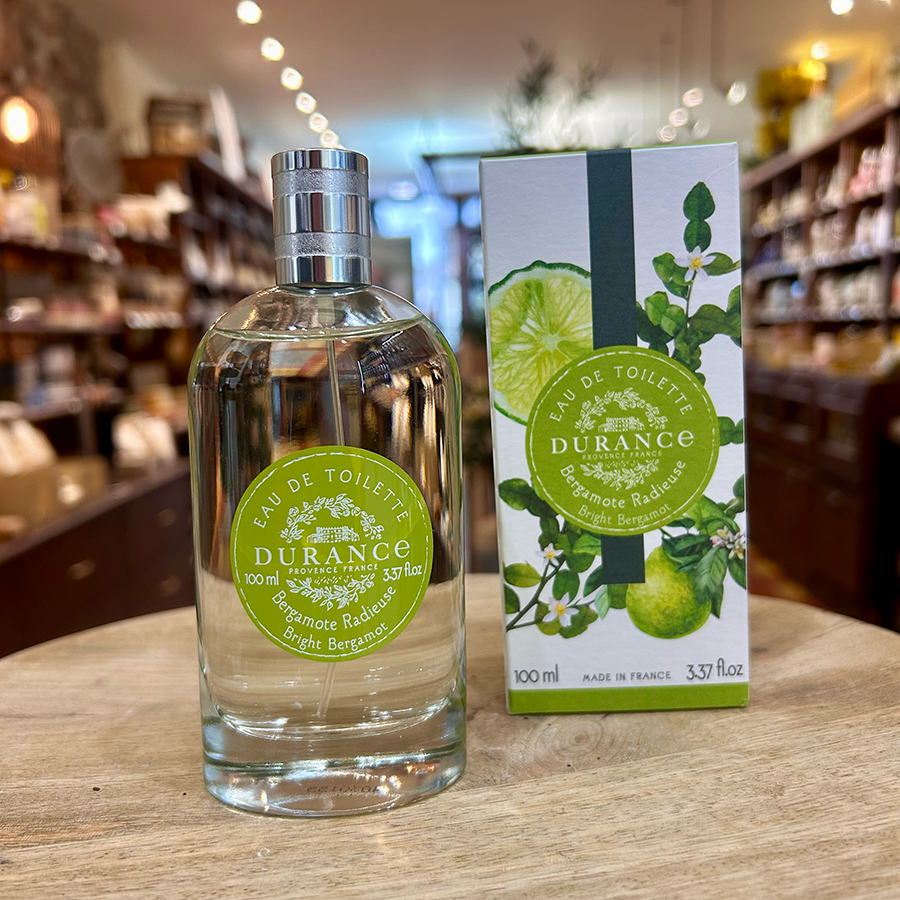 EAU DE TOILETTE
DURANCE
PROVENCE FRANCE
100 ml 3.37 fl.oz
Bergamote Radieuse
Bright Bergamot
EAU DE TOILETTE
DURANCE
PROVENCE FRANCE
Bergamote Radieuse
Bright Bergamot
100 ml MADE IN FRANCE 3.37 fl.oz